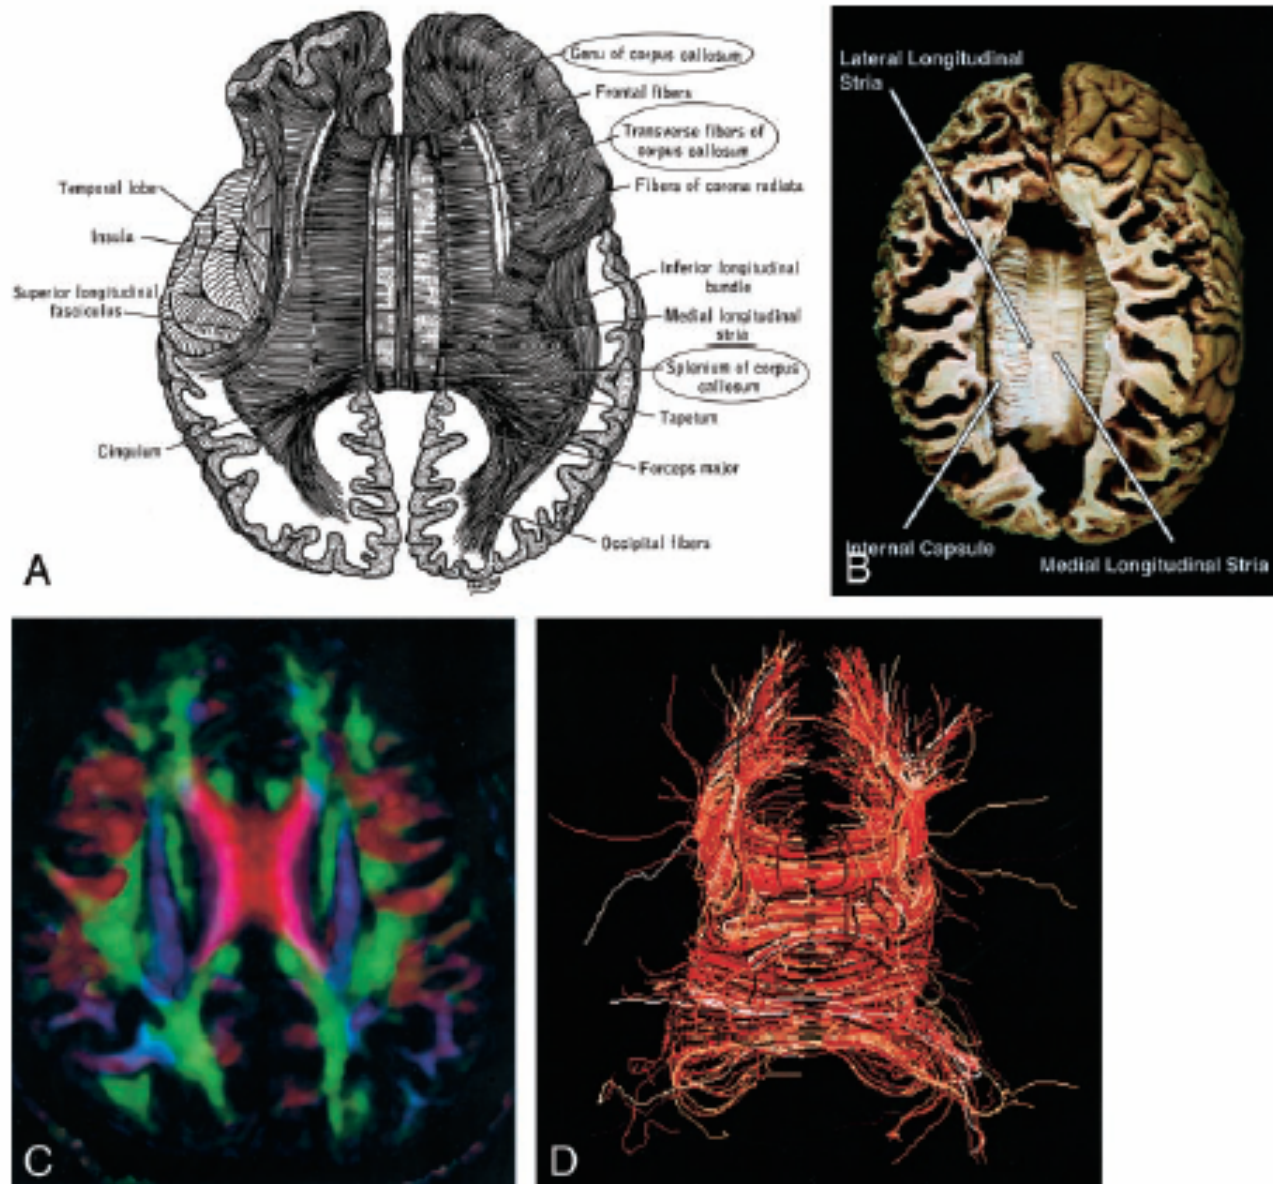 Genu of corpus callosum
Frontal fibers
Transverse fibers of
corpus callosum
Fibers of corona radiata
Temporal lobe
Insula
Superior longitudinal
fasciculus
Inferior longitudinal
bundle
Medial longitudinal
stria
Splenium of corpus
callosum
Tapetum
Cingulum
Forceps major
Occipital fibers
A
Lateral Longitudinal
Stria
Internal Capsule
Medial Longitudinal Stria
B
C
D